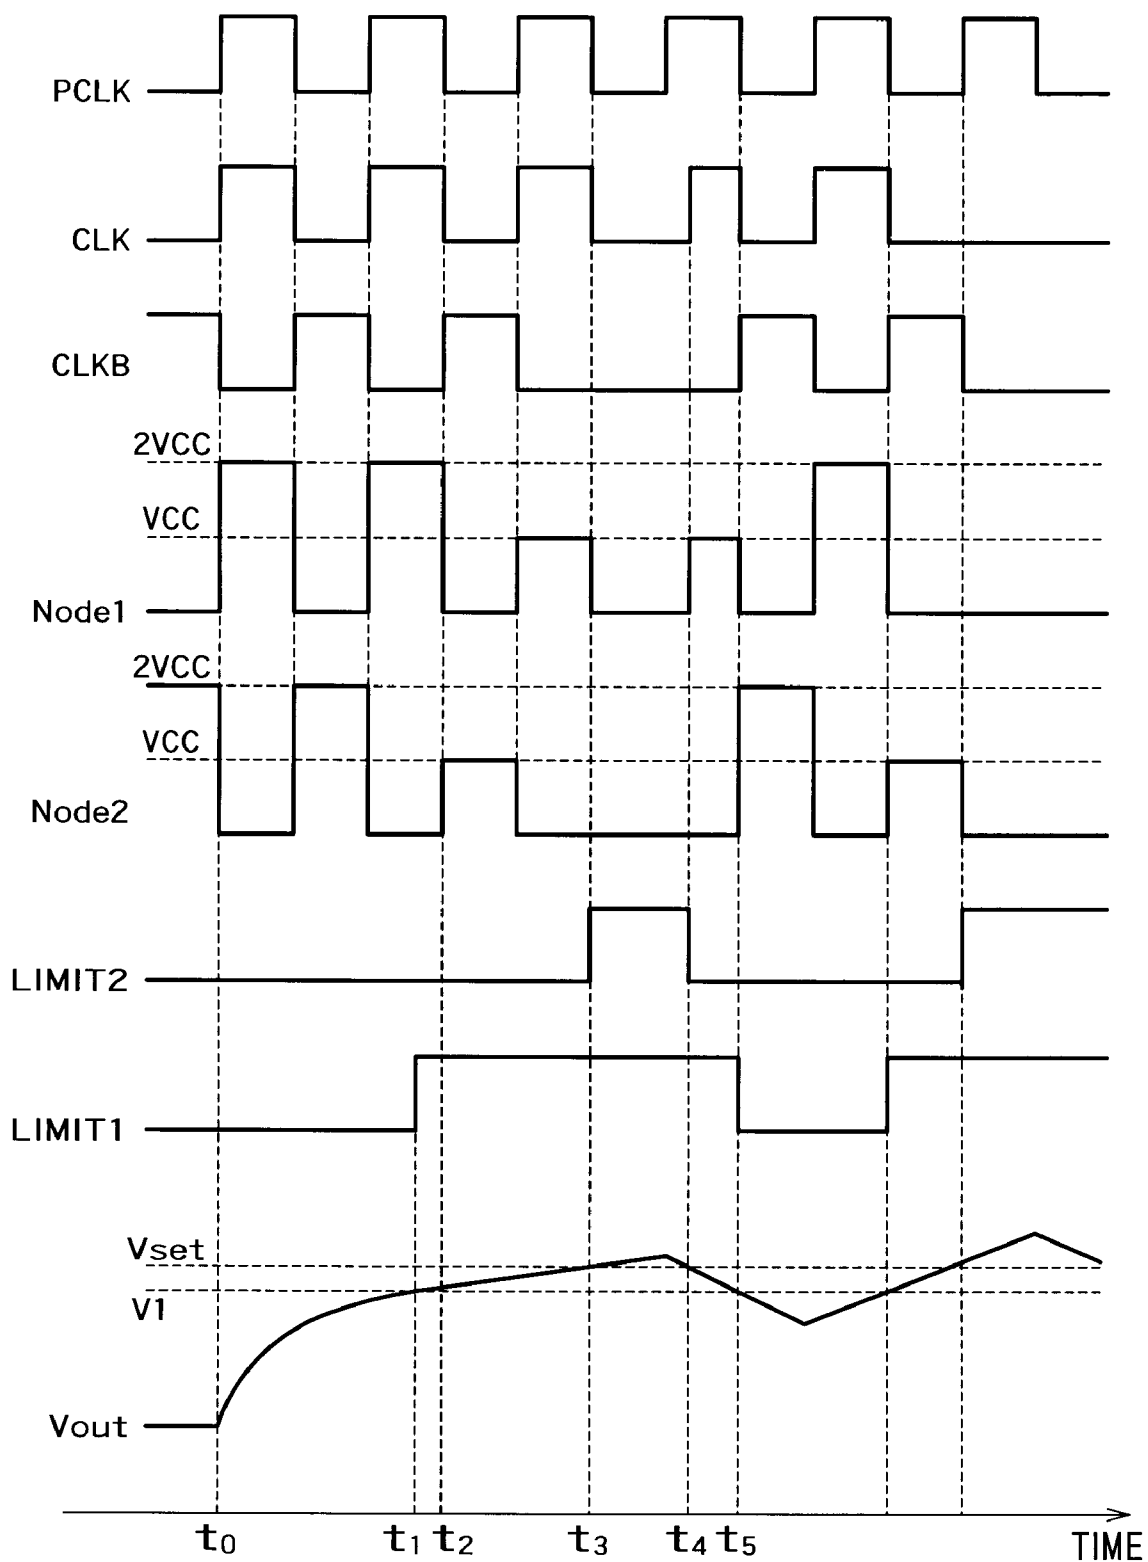 PCLK
CLK
CLKB
2VCC
VCC
Node1
2VCC
VCC
Node2
LIMIT2
LIMIT1
Vset
V1
Vout
t0 t1 t2 t3 t4 t5 TIME